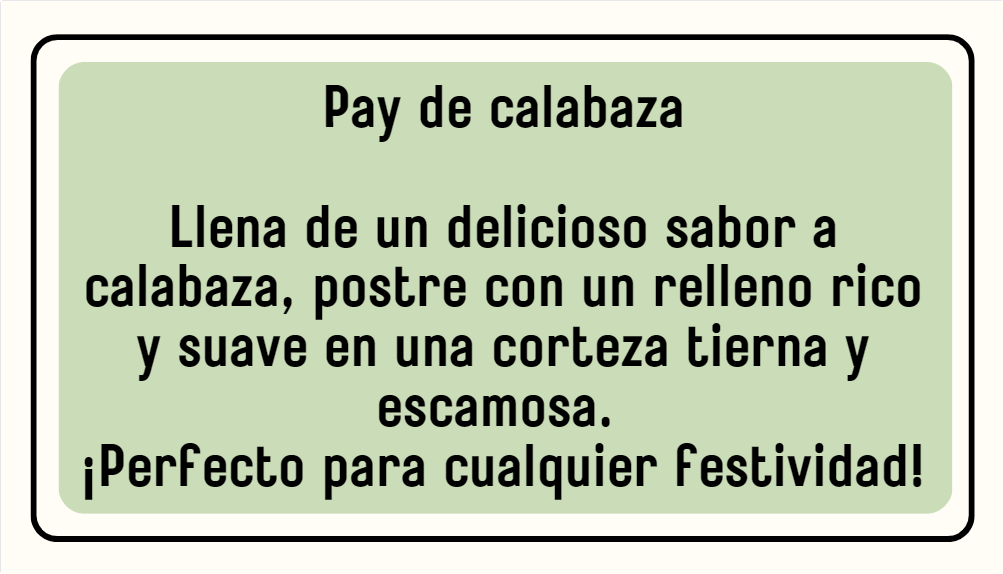 Pay de calabaza
Llena de un delicioso sabor a
calabaza, postre con un relleno rico
y suave en una corteza tierna y
escamosa.
¡Perfecto para cualquier festividad!